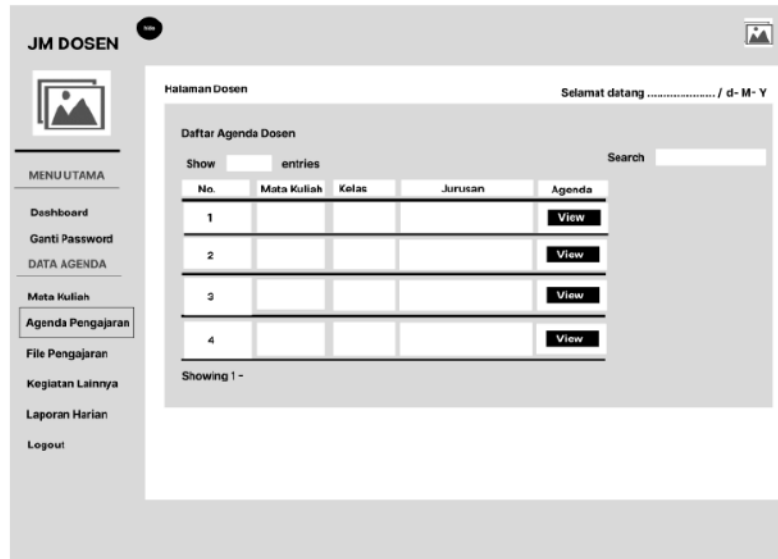 JM DOSEN
Halaman Dosen
Selamat datang ...................... / d- M- Y
MENU UTAMA
Dashboard
Ganti Password
DATA AGENDA
Mata Kuliah
Agenda Pengajaran
File Pengajaran
Kegiatan Lainnya
Laporan Harian
Logout
Daftar Agenda Dosen
Show entries
Search
No. Mata Kuliah Kelas Jurusan Agenda
1 View
2 View
3 View
4 View
Showing 1 -